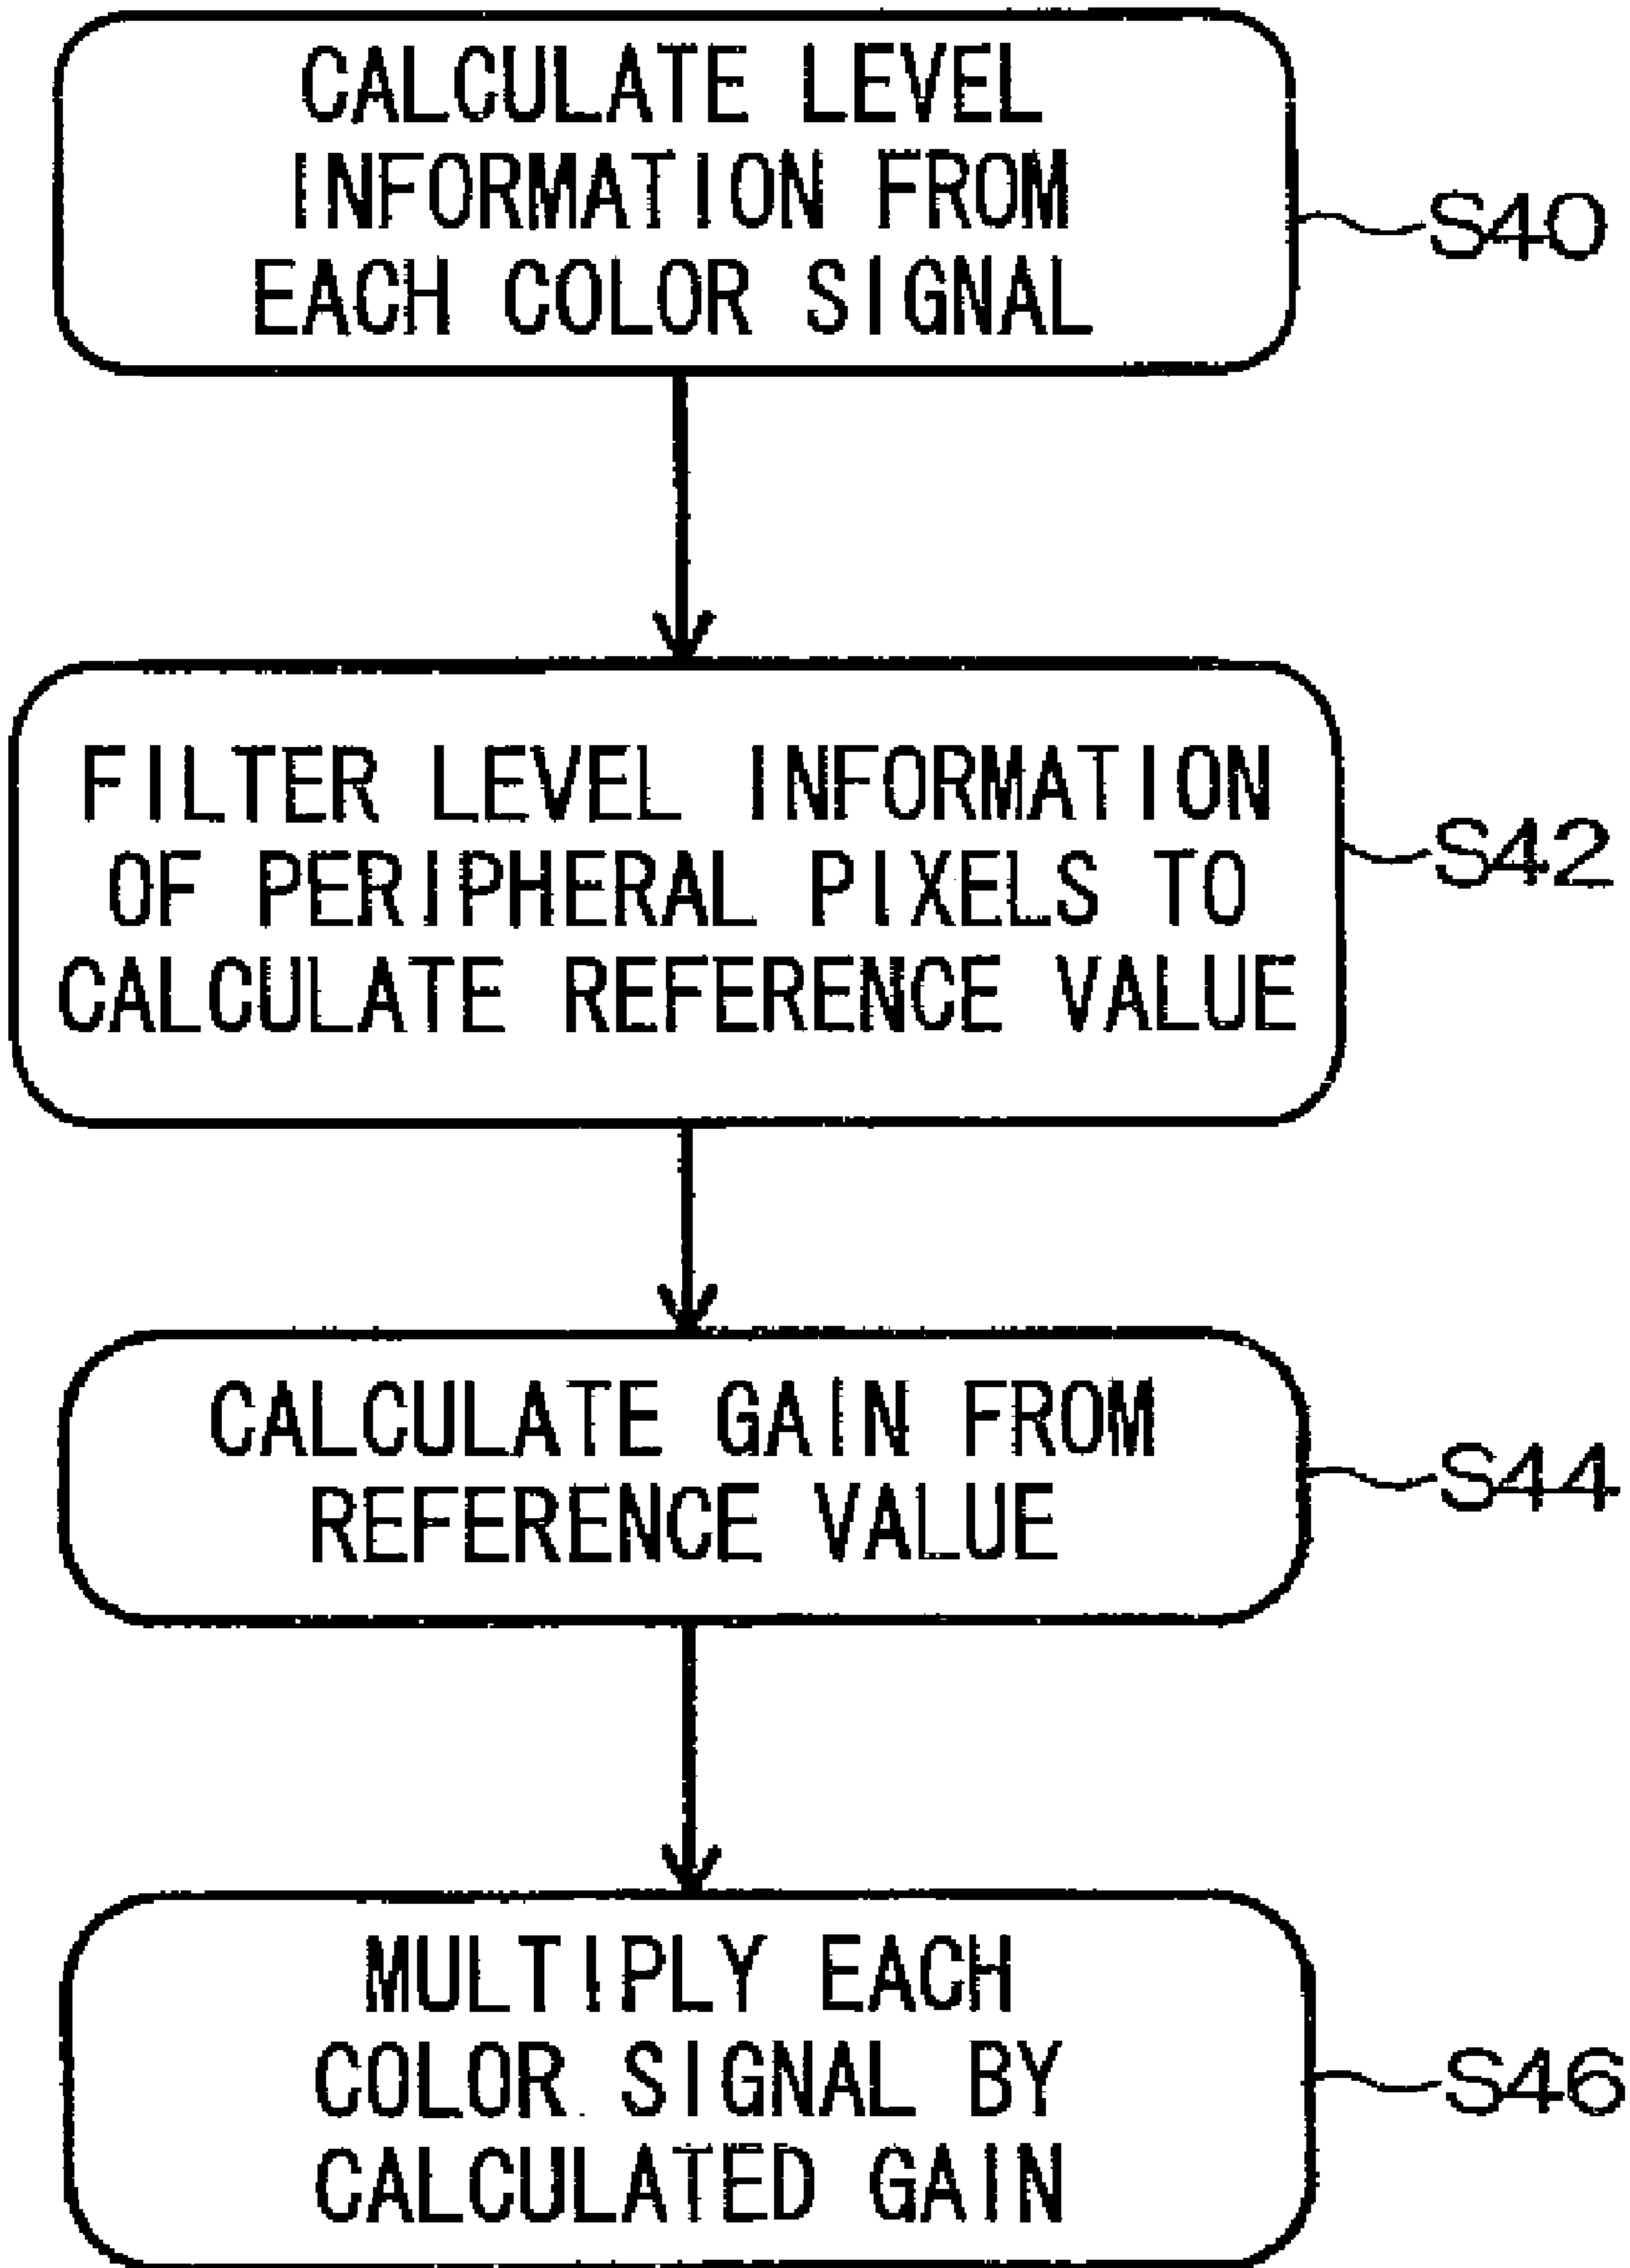 CALCULATE LEVEL
INFORMATION FROM
EACH COLOR SIGNAL
S40
FILTER LEVEL INFORMATION
OF PERIPHERAL PIXELS TO
CALCULATE REFERENCE VALUE
S42
CALCULATE GAIN FROM
REFERENCE VALUE
S44
MULTIPLY EACH
COLOR SIGNAL BY
CALCULATED GAIN
S46